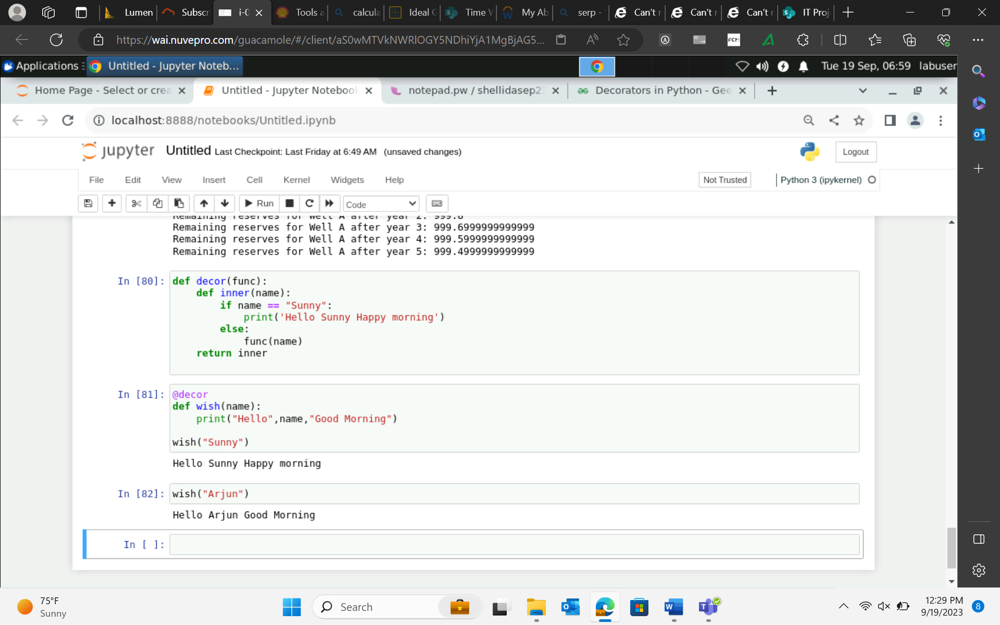 Lumen
Subscr
i-0
Tools a
calcula
Ideal G
Time W
My Ab
serp -
Can't r
Can't r
Can't r
IT Proj
https://wai.nuvepro.com/guacamole/#/client/aS0wMTVkNWRlOGY5NDhiYjA1MgBjAG5...
Applications
Untitled - Jupyter Noteb...
Tue 19 Sep, 06:59 labuser
Home Page - Select or crea
Untitled - Jupyter Notebook
notepad.pw / shellidasep23
Decorators in Python - Gee
localhost:8888/notebooks/Untitled.ipynb
jupyter Untitled Last Checkpoint: Last Friday at 6:49 AM (unsaved changes)
Logout
File Edit View Insert Cell Kernel Widgets Help
Not Trusted
Python 3 (ipykernel)
Run
Code
Remaining reserves for Well A after year 2: 999.8
Remaining reserves for Well A after year 3: 999.6999999999999
Remaining reserves for Well A after year 4: 999.5999999999999
Remaining reserves for Well A after year 5: 999.4999999999999
In [80]: def decor(func):
    def inner(name):
        if name == "Sunny":
            print('Hello Sunny Happy morning')
        else:
            func(name)
    return inner
In [81]: @decor
def wish(name):
    print("Hello",name,"Good Morning")
wish("Sunny")
Hello Sunny Happy morning
In [82]: wish("Arjun")
Hello Arjun Good Morning
In [ ]:
75°F
Sunny
Search
12:29 PM
9/19/2023
8